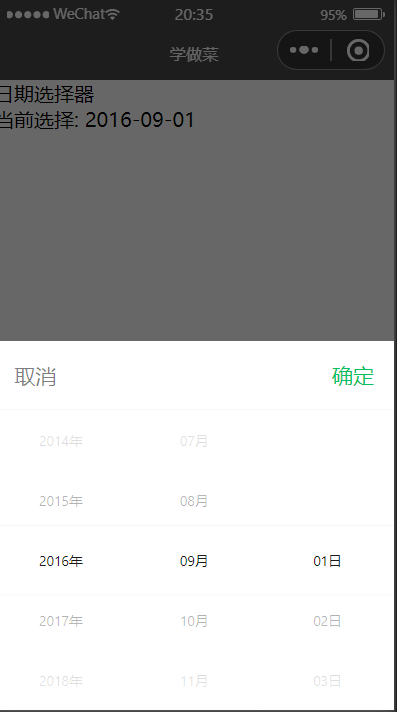 WeChat 20:35 95%
学做菜
日期选择器
当前选择: 2016-09-01
取消 确定
2014年 07月
2015年 08月
2016年 09月 01日
2017年 10月 02日
2018年 11月 03日